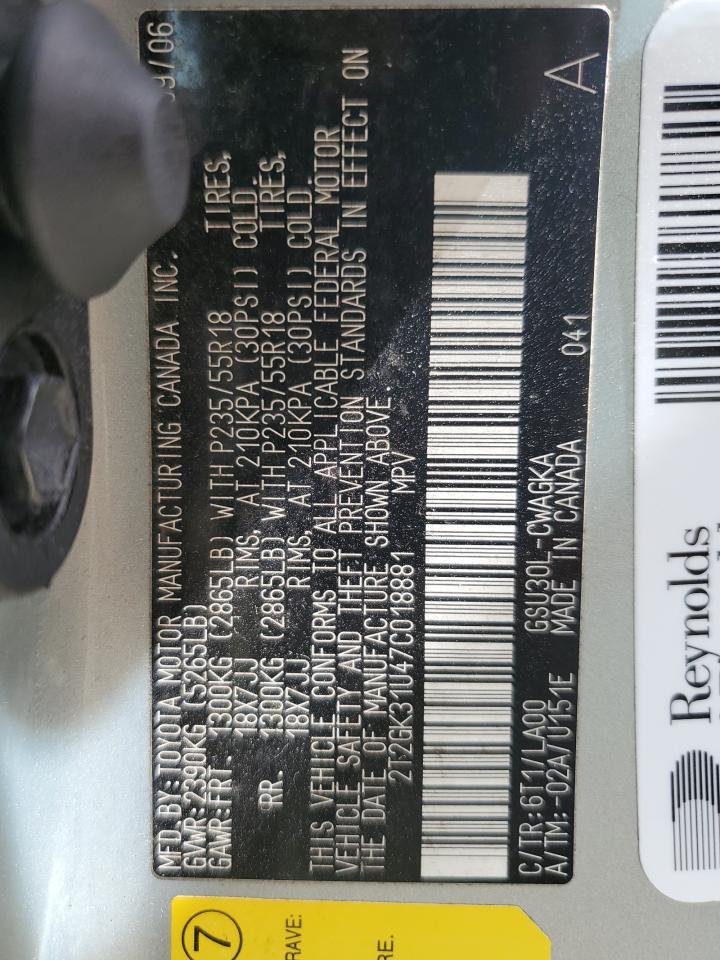 MFD.BY:TOYOTA MOTOR MANUFACTURING CANADA INC. 09/06
GVWR:2390KG (5265LB)
GAWR:FRT. 1300KG (2865LB) WITH P235/55R18 TIRES,
18X7JJ RIMS, AT 210KPA (30PSI) COLD.
RR. 1300KG (2865LB) WITH P235/55R18 TIRES,
18X7JJ RIMS, AT 210KPA (30PSI) COLD.
THIS VEHICLE CONFORMS TO ALL APPLICABLE FEDERAL MOTOR
VEHICLE SAFETY AND THEFT PREVENTION STANDARDS IN EFFECT ON
THE DATE OF MANUFACTURE SHOWN ABOVE.
2T2GK31U47C018881 MPV
C/TR:6T1/LA00 GSU30L-CWAGKA
A/TM:-02A/U151E MADE IN CANADA 041 A
Reynolds
7
RAVE:
RE.